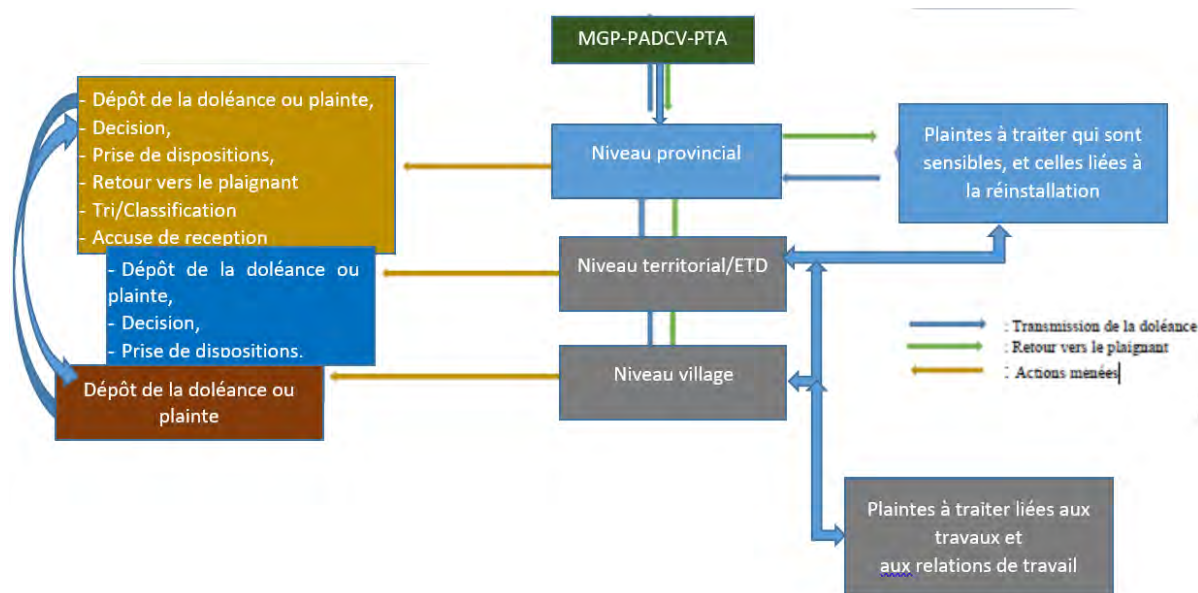 MGP-PADCV-PTA
- Dépôt de la doléance ou plainte,
- Decision,
- Prise de dispositions,
- Retour vers le plaignant
- Tri/Classification
- Accuse de reception
Niveau provincial
Plaintes à traiter qui sont
sensibles, et celles liées à
la réinstallation
- Dépôt de la doléance ou
plainte,
- Decision,
- Prise de dispositions.
Niveau territorial/ETD
Dépôt de la doléance ou
plainte
Niveau village
: Transmission de la doléance
: Retour vers le plaignant
: Actions menées
Plaintes à traiter liées aux
travaux et
aux relations de travail